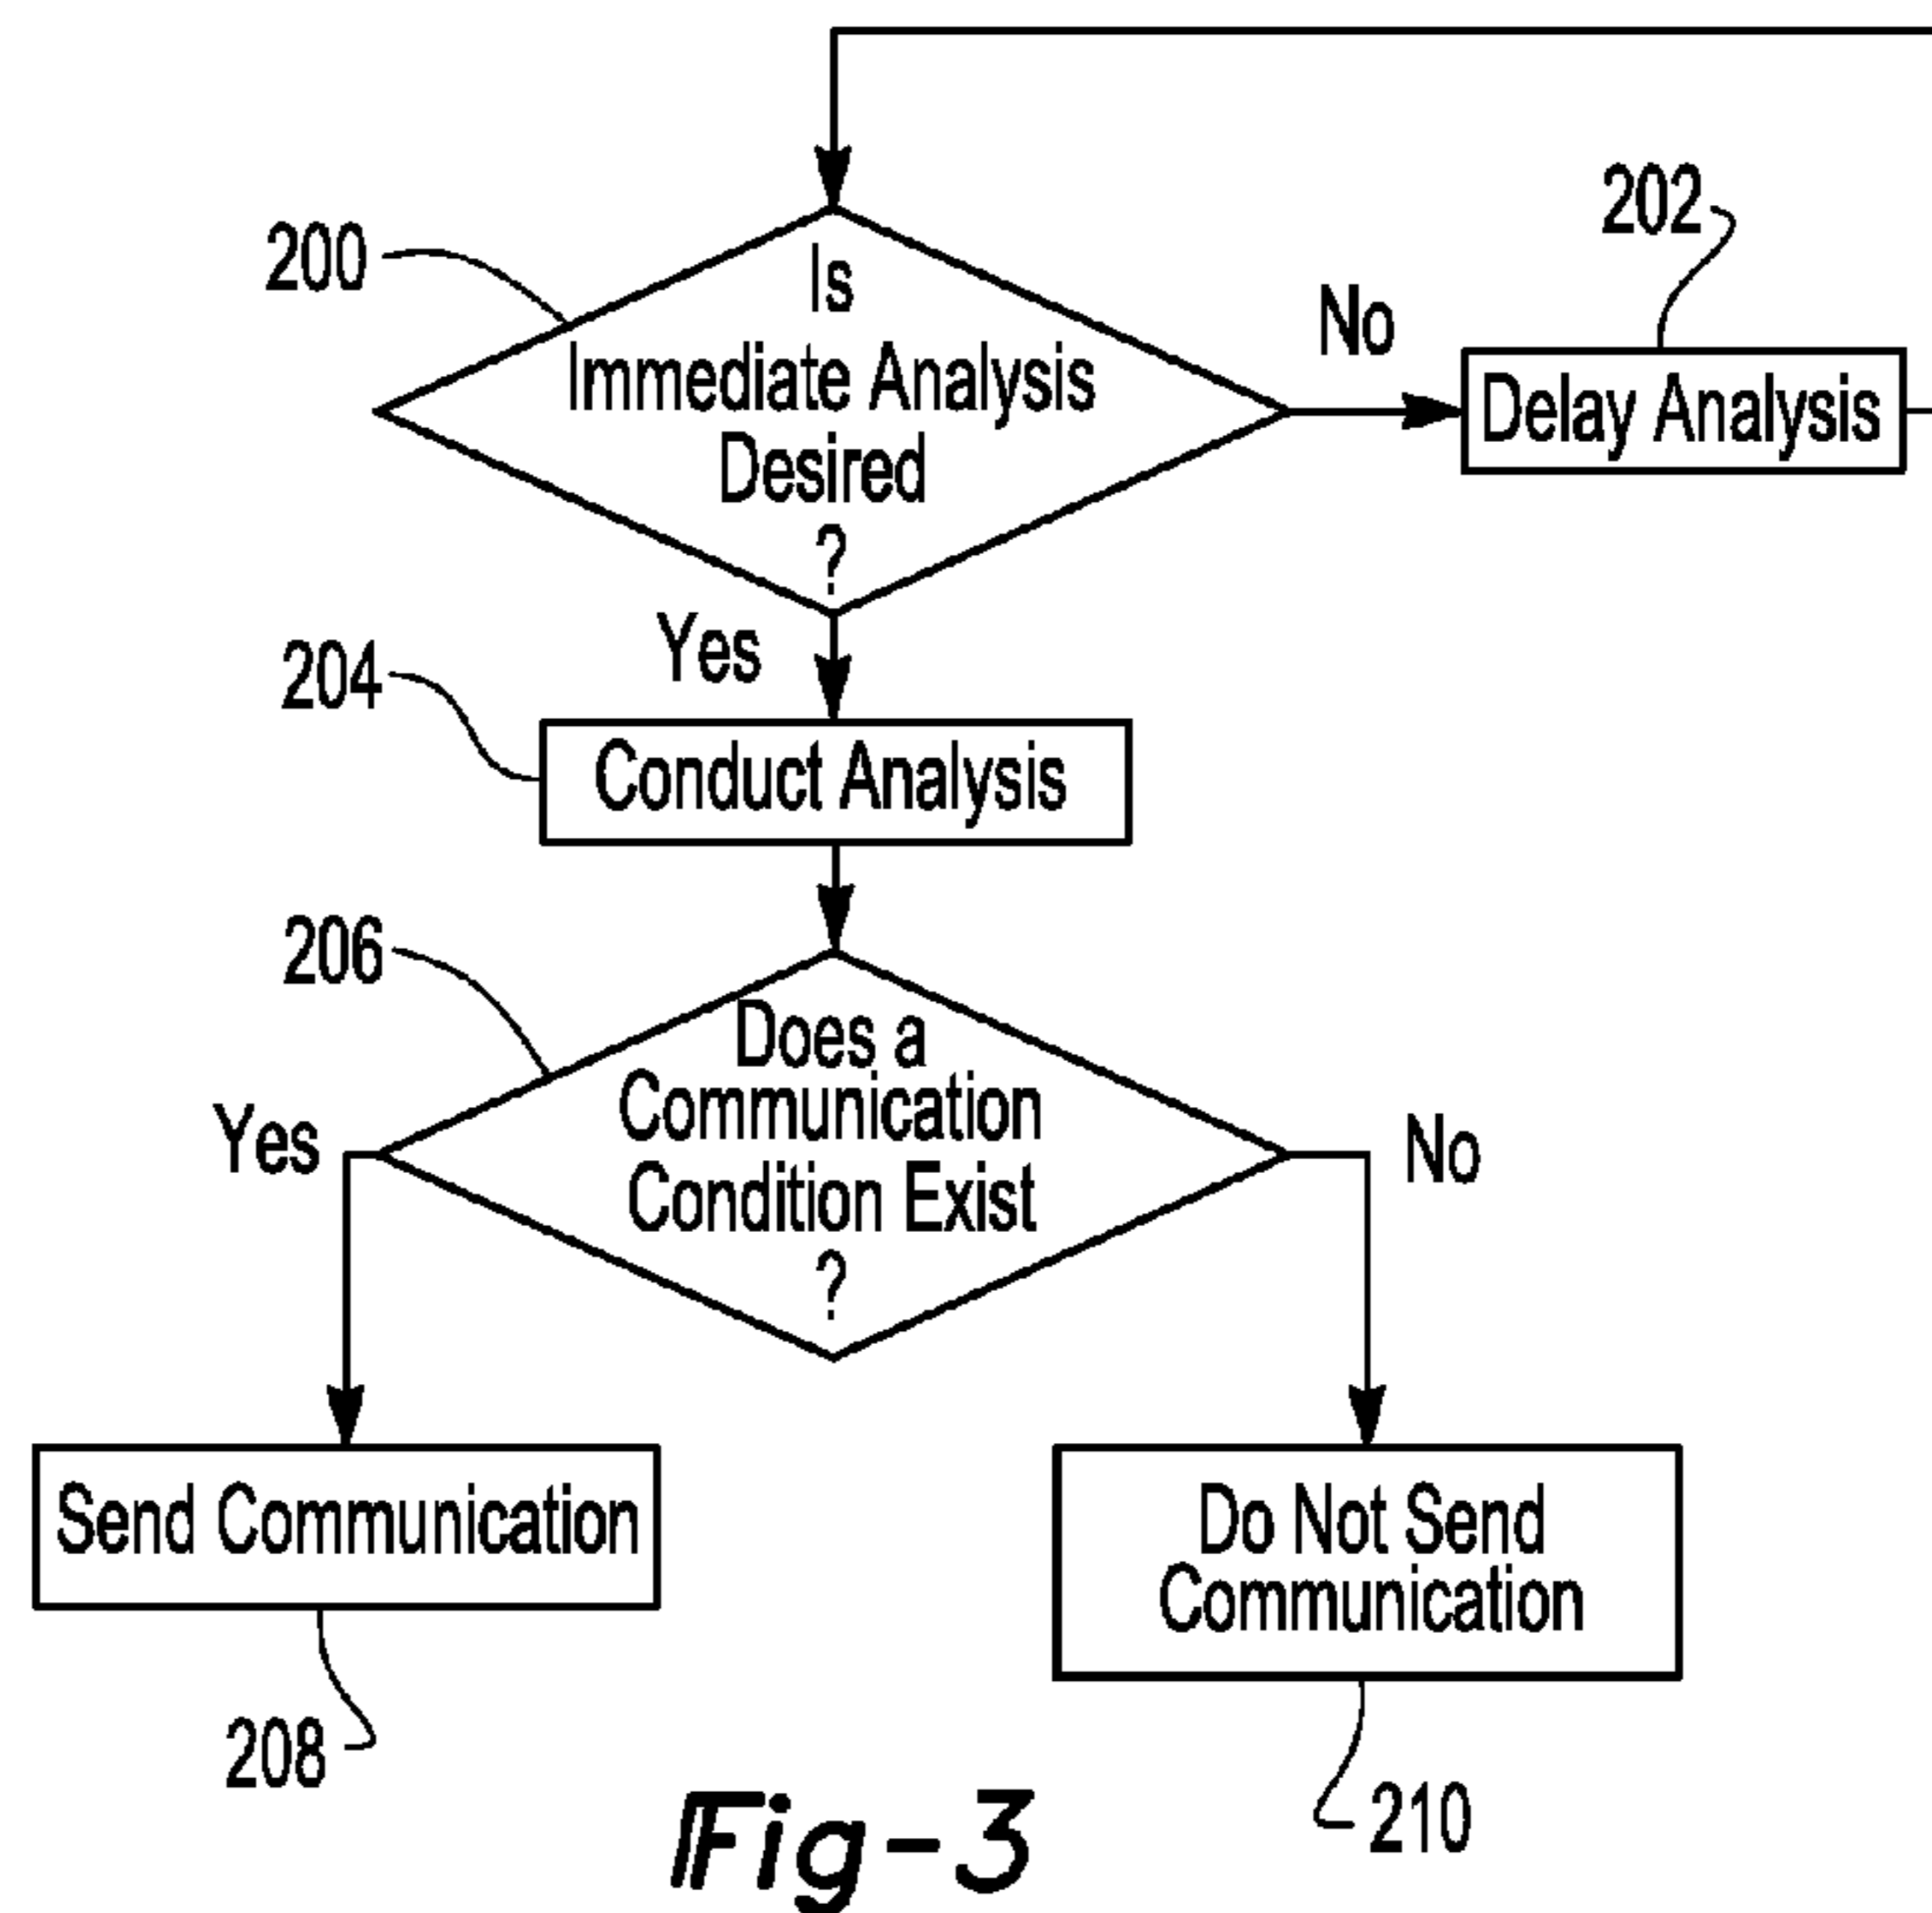 202
200
Is
Immediate Analysis
Desired
?
No
Delay Analysis
Yes
204
Conduct Analysis
206
Does a
Communication
Condition Exist
?
Yes
No
Send Communication
Do Not Send
Communication
208
210
Fig-3